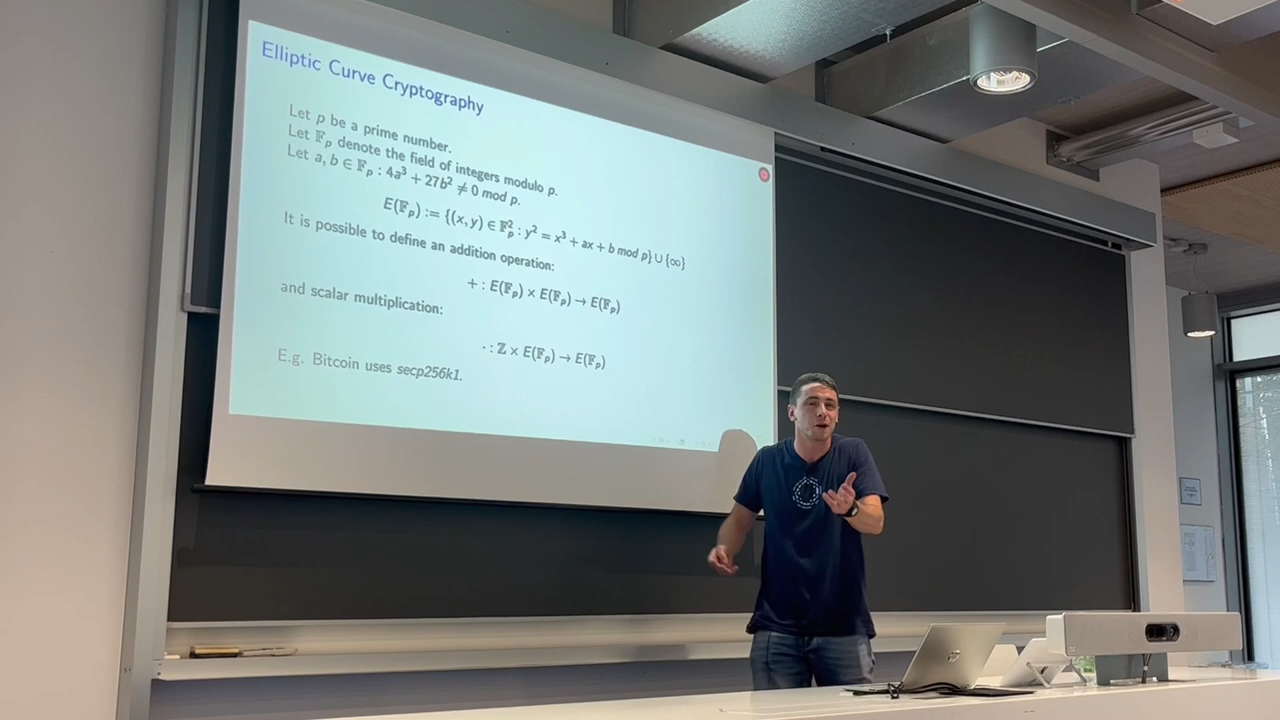 Elliptic Curve Cryptography
Let p be a prime number.
Let 𝔽ₚ denote the field of integers modulo p.
Let a, b ∈ 𝔽ₚ : 4a³ + 27b² ≠ 0 mod p.
E(𝔽ₚ) := {(x, y) ∈ 𝔽ₚ² : y² = x³ + ax + b mod p} ∪ {∞}
It is possible to define an addition operation:
+ : E(𝔽ₚ) × E(𝔽ₚ) → E(𝔽ₚ)
and scalar multiplication:
· : ℤ × E(𝔽ₚ) → E(𝔽ₚ)
E.g. Bitcoin uses secp256k1.